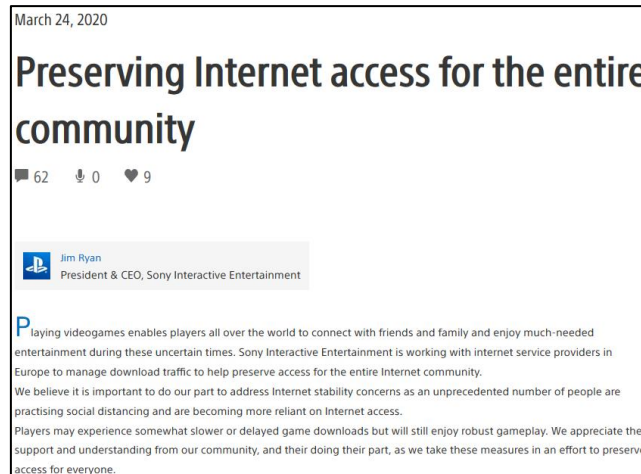 March 24, 2020
Preserving Internet access for the entire
community
62 0 9
Jim Ryan
President & CEO, Sony Interactive Entertainment
Playing videogames enables players all over the world to connect with friends and family and enjoy much-needed
entertainment during these uncertain times. Sony Interactive Entertainment is working with internet service providers in
Europe to manage download traffic to help preserve access for the entire Internet community.
We believe it is important to do our part to address Internet stability concerns as an unprecedented number of people are
practising social distancing and are becoming more reliant on Internet access.
Players may experience somewhat slower or delayed game downloads but will still enjoy robust gameplay. We appreciate the
support and understanding from our community, and their doing their part, as we take these measures in an effort to preserve
access for everyone.